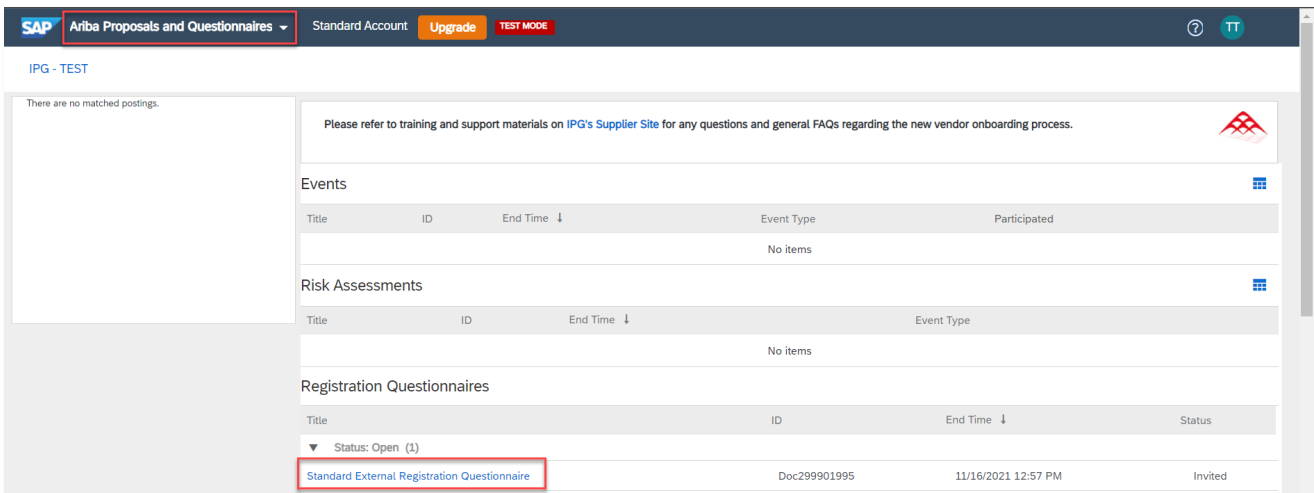 SAP Ariba Proposals and Questionnaires Standard Account Upgrade TEST MODE ? TT
IPG - TEST
There are no matched postings.
Please refer to training and support materials on IPG's Supplier Site for any questions and general FAQs regarding the new vendor onboarding process.
Events
Title ID End Time ↓ Event Type Participated
No items
Risk Assessments
Title ID End Time ↓ Event Type
No items
Registration Questionnaires
Title ID End Time ↓ Status
▼ Status: Open (1)
Standard External Registration Questionnaire Doc299901995 11/16/2021 12:57 PM Invited